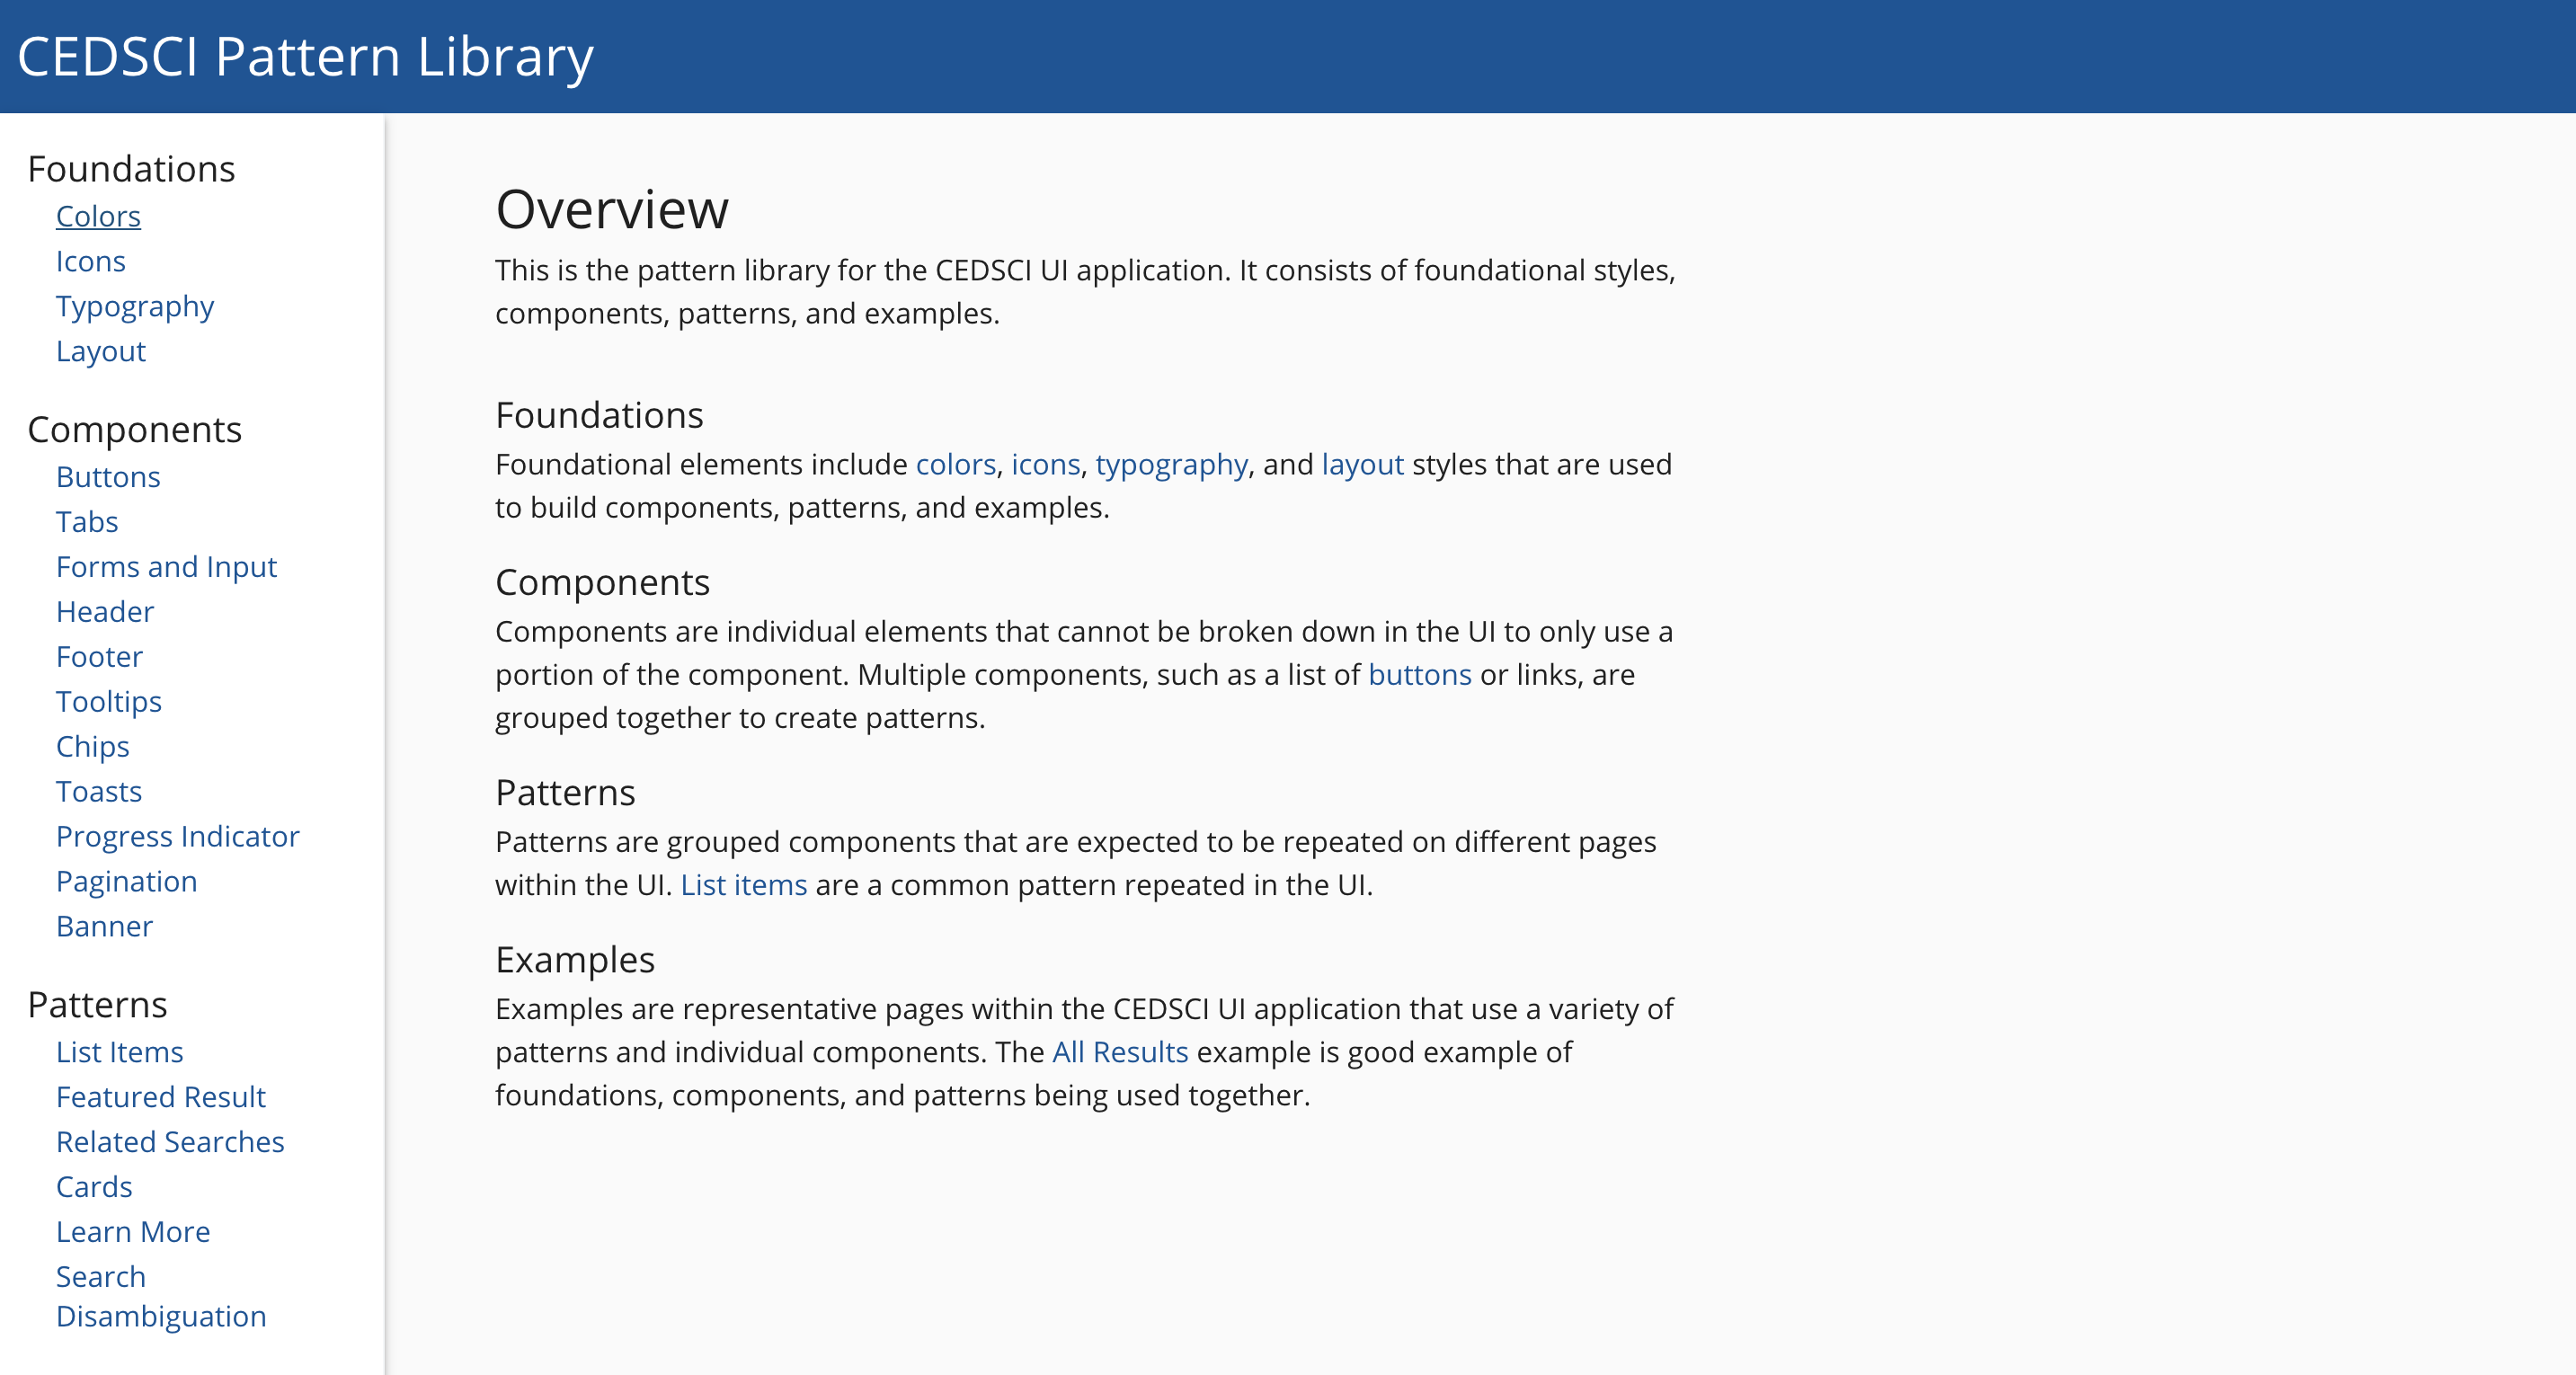 CEDSCI Pattern Library
Foundations
Colors
Icons
Typography
Layout
Components
Buttons
Tabs
Forms and Input
Header
Footer
Tooltips
Chips
Toasts
Progress Indicator
Pagination
Banner
Patterns
List Items
Featured Result
Related Searches
Cards
Learn More
Search
Disambiguation
Overview
This is the pattern library for the CEDSCI UI application. It consists of foundational styles,
components, patterns, and examples.
Foundations
Foundational elements include colors, icons, typography, and layout styles that are used
to build components, patterns, and examples.
Components
Components are individual elements that cannot be broken down in the UI to only use a
portion of the component. Multiple components, such as a list of buttons or links, are
grouped together to create patterns.
Patterns
Patterns are grouped components that are expected to be repeated on different pages
within the UI. List items are a common pattern repeated in the UI.
Examples
Examples are representative pages within the CEDSCI UI application that use a variety of
patterns and individual components. The All Results example is good example of
foundations, components, and patterns being used together.